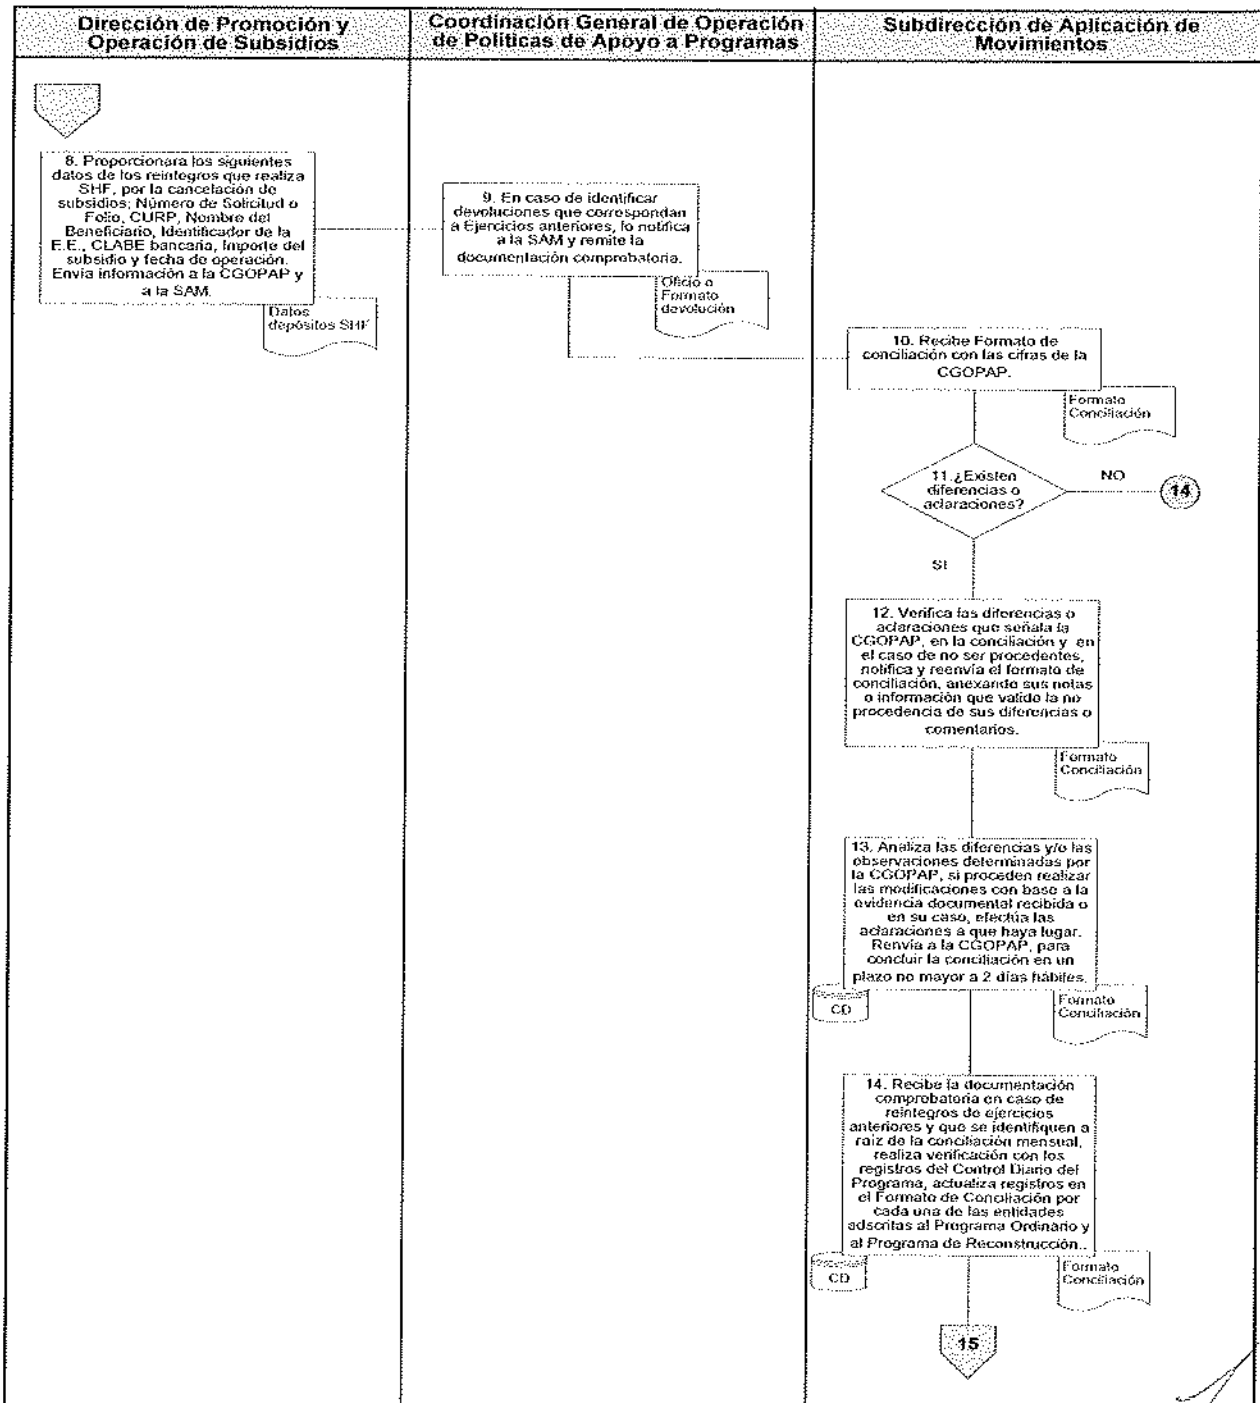 Dirección de Promoción y
Operación de Subsidios
Coordinación General de Operación
de Políticas de Apoyo a Programas
Subdirección de Aplicación de
Movimientos
8. Proporcionara los siguientes
datos de los reintegros que realiza
SHF, por la cancelación de
subsidios; Número de Solicitud o
Folio, CURP, Nombre del
Beneficiario, Identificador de la
E.E., CLABE bancaria, Importe del
subsidio y fecha de operación.
Envía información a la CGOPAP y
a la SAM.
Datos
depósitos SHF
9. En caso de identificar
devoluciones que correspondan
a Ejercicios anteriores, lo notifica
a la SAM y remite la
documentación comprobatoria.
Oficio o
Formato
devolución
10. Recibe Formato de
conciliación con las cifras de la
CGOPAP.
Formato
Conciliación
11.¿Existen
diferencias o
aclaraciones?
NO
14
SI
12. Verifica las diferencias o
aclaraciones que señala la
CGOPAP, en la conciliación y en
el caso de no ser procedentes,
notifica y reenvía el formato de
conciliación, anexando sus notas
o información que valide la no
procedencia de sus diferencias o
comentarios.
Formato
Conciliación
13. Analiza las diferencias y/o las
observaciones determinadas por
la CGOPAP, si proceden realizar
las modificaciones con base a la
evidencia documental recibida o
en su caso, efectúa las
aclaraciones a que haya lugar.
Renvía a la CGOPAP, para
concluir la conciliación en un
plazo no mayor a 2 días hábiles.
CD
Formato
Conciliación
14. Recibe la documentación
comprobatoria en caso de
reintegros de ejercicios
anteriores y que se identifiquen a
raíz de la conciliación mensual,
realiza verificación con los
registros del Control Diario del
Programa, actualiza registros en
el Formato de Conciliación por
cada una de las entidades
adscritas al Programa Ordinario y
al Programa de Reconstrucción..
CD
Formato
Conciliación
15